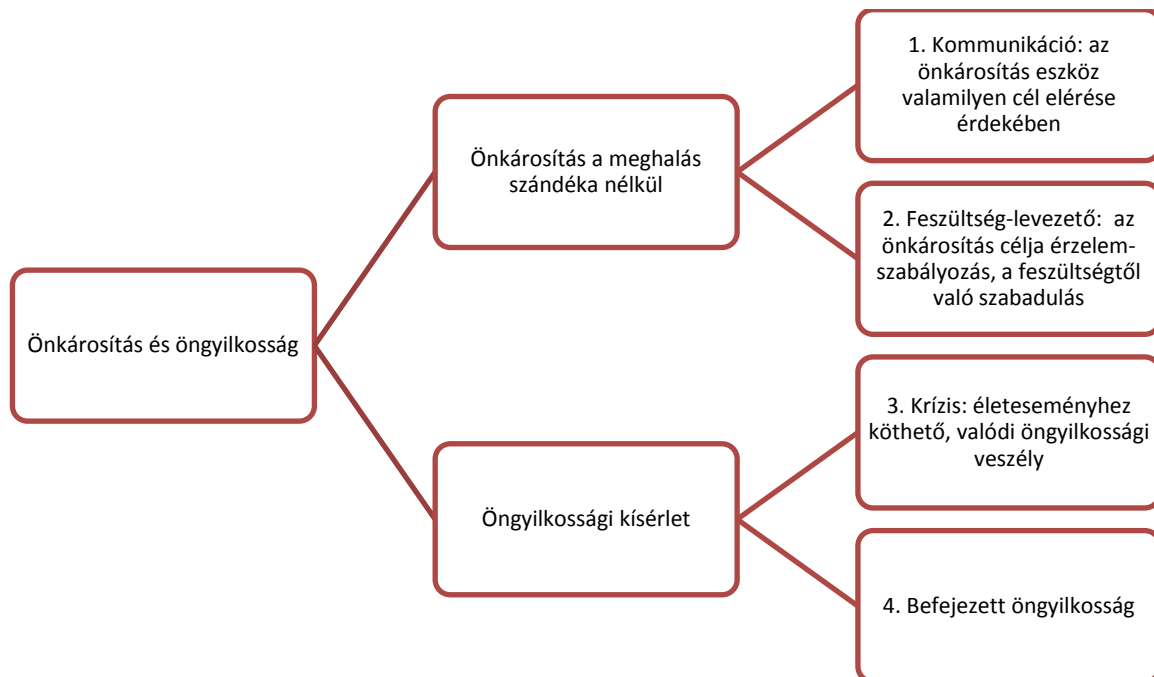 Önkárosítás és öngyilkosság
Önkárosítás a meghalás
szándéka nélkül
1. Kommunikáció: az
önkárosítás eszköz
valamilyen cél elérése
érdekében
2. Feszültség-levezető:  az
önkárosítás célja érzelem-
szabályozás, a feszültségtől
való szabadulás
Öngyilkossági kísérlet
3. Krízis: életeseményhez
köthető, valódi öngyilkossági
veszély
4. Befejezett öngyilkosság